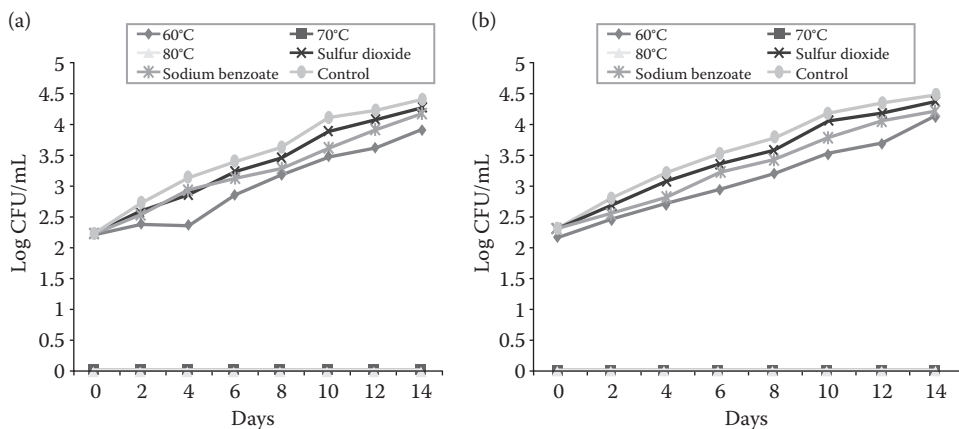 (a)
60°C 70°C
80°C Sulfur dioxide
Sodium benzoate Control
5
4.5
4
3.5
3
2.5
2
1.5
1
0.5
0
Log CFU/mL
0 2 4 6 8 10 12 14
Days
(b)
60°C 70°C
80°C Sulfur dioxide
Sodium benzoate Control
5
4.5
4
3.5
3
2.5
2
1.5
1
0.5
0
Log CFU/mL
0 2 4 6 8 10 12 14
Days